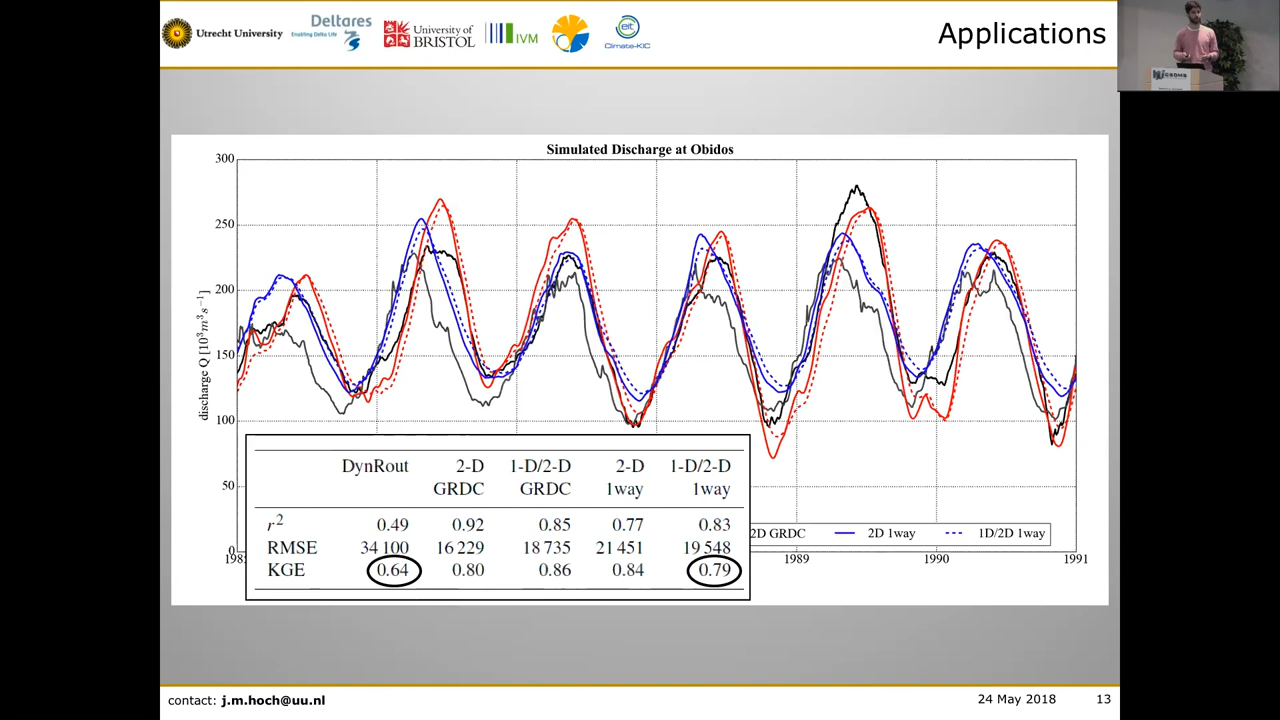 Utrecht University
Deltares
Enabling Delta Life
University of
BRISTOL
IVM
eit
Climate-KIC
Applications
CSDMS
Simulated Discharge at Obidos
discharge Q [10³m³s⁻¹]
300
250
200
150
100
50
0
198
1989
1990
1991
2D GRDC
2D 1way
1D/2D 1way
DynRout 2-D 1-D/2-D 2-D 1-D/2-D
GRDC GRDC 1way 1way
r² 0.49 0.92 0.85 0.77 0.83
RMSE 34 100 16 229 18 735 21 451 19 548
KGE 0.64 0.80 0.86 0.84 0.79
contact: j.m.hoch@uu.nl
24 May 2018
13